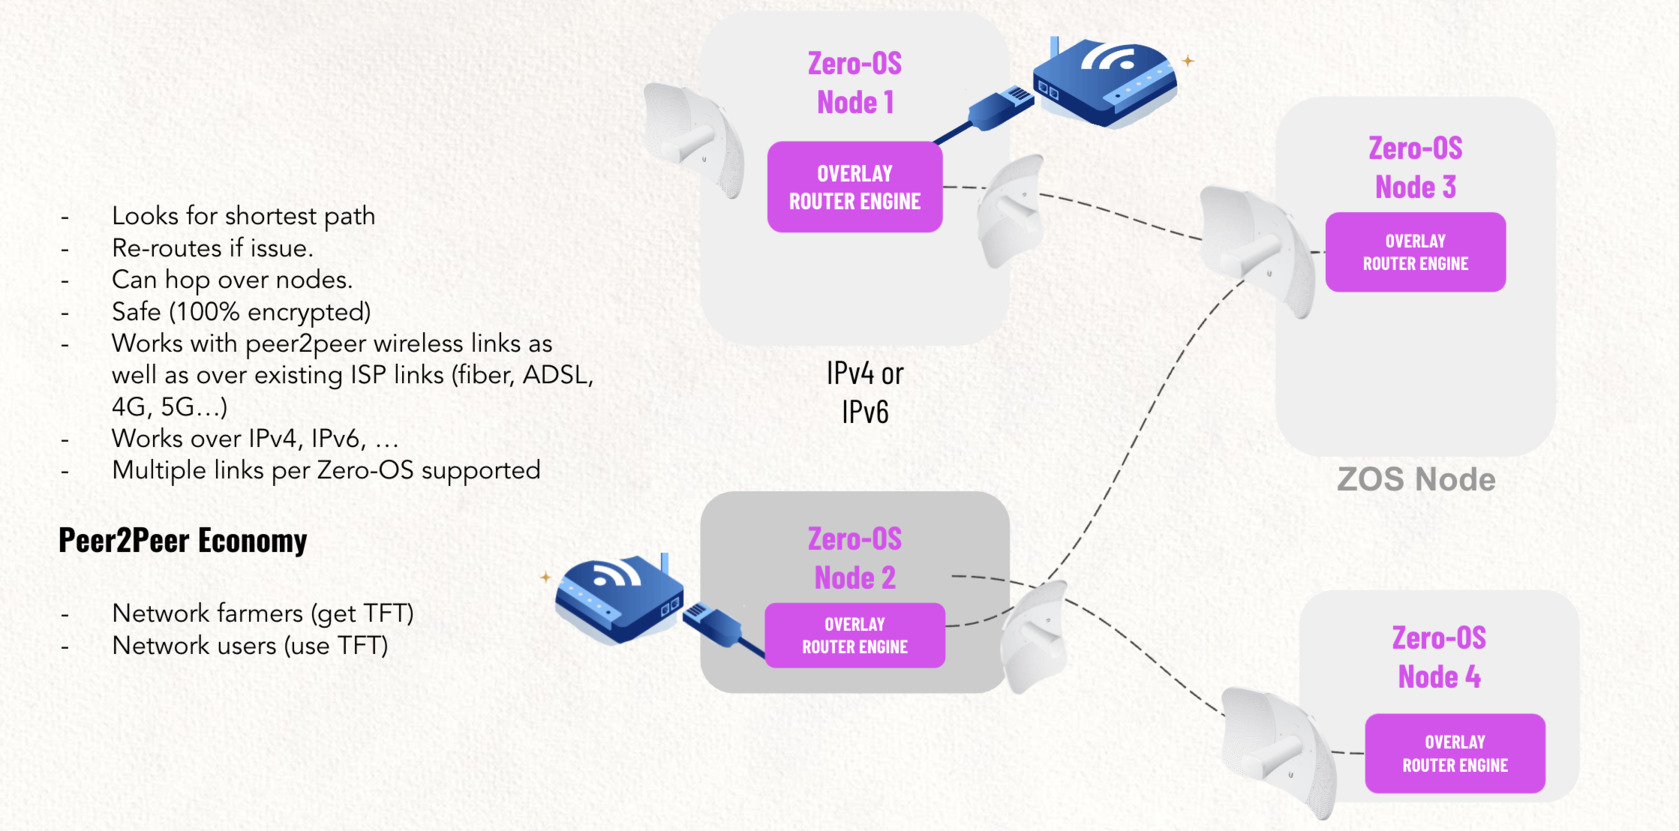 - Looks for shortest path
- Re-routes if issue.
- Can hop over nodes.
- Safe (100% encrypted)
- Works with peer2peer wireless links as
well as over existing ISP links (fiber, ADSL,
4G, 5G...)
- Works over IPv4, IPv6, ...
- Multiple links per Zero-OS supported
Peer2Peer Economy
- Network farmers (get TFT)
- Network users (use TFT)
Zero-OS
Node 1
OVERLAY
ROUTER ENGINE
IPv4 or
IPv6
Zero-OS
Node 2
OVERLAY
ROUTER ENGINE
Zero-OS
Node 3
OVERLAY
ROUTER ENGINE
ZOS Node
Zero-OS
Node 4
OVERLAY
ROUTER ENGINE